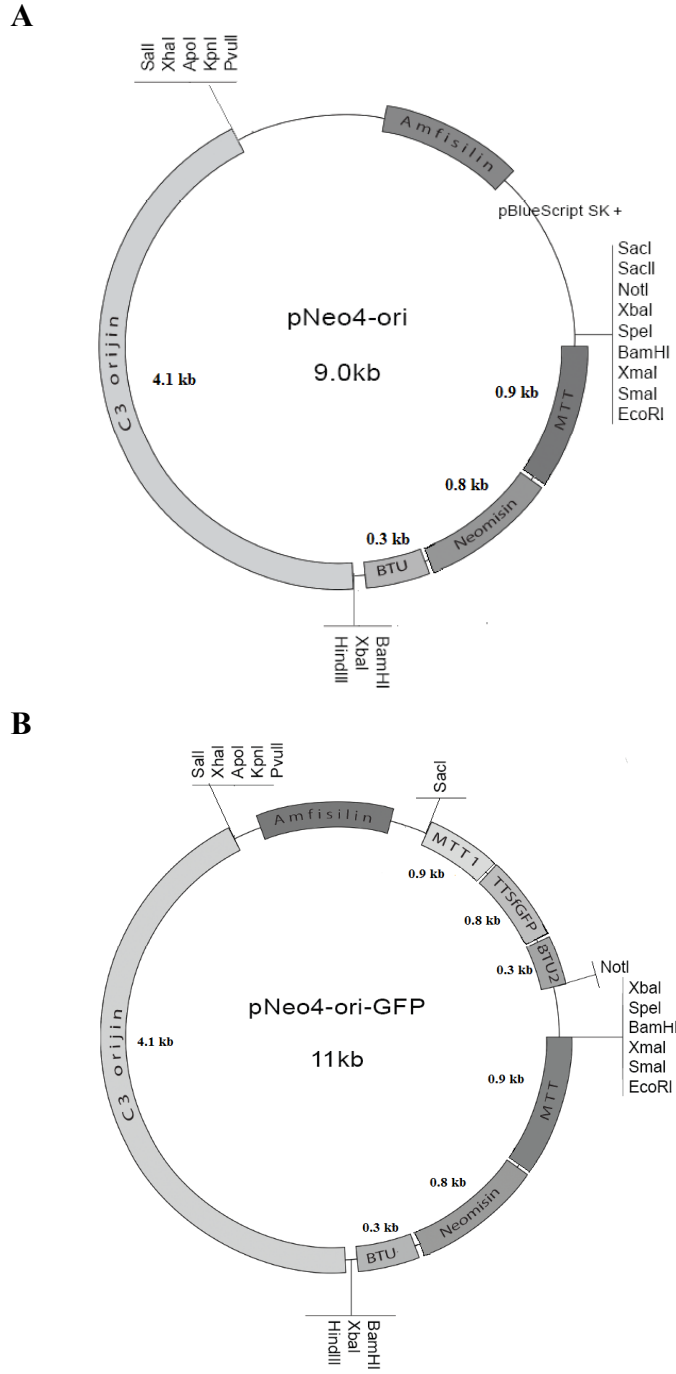 A
SalI
XhaI
ApoI
KpnI
PvuII
Amfisilin
pBlueScript SK +
SacI
SacII
NotI
XbaI
SpeI
BamHI
XmaI
SmaI
EcoRI
pNeo4-ori
9.0kb
C3 orijin
4.1 kb
0.9 kb
MTT
0.8 kb
Neomisin
0.3 kb
BTU
HindIII
XbaI
BamHI
B
SalI
XhaI
ApoI
KpnI
PvuII
Amfisilin
SacI
MTT1
0.9 kb
TTSfGFP
0.8 kb
BTU2
0.3 kb
NotI
XbaI
SpeI
BamHI
XmaI
SmaI
EcoRI
pNeo4-ori-GFP
11kb
C3 orijin
4.1 kb
0.9 kb
MTT
0.8 kb
Neomisin
0.3 kb
BTU
HindIII
XbaI
BamHI